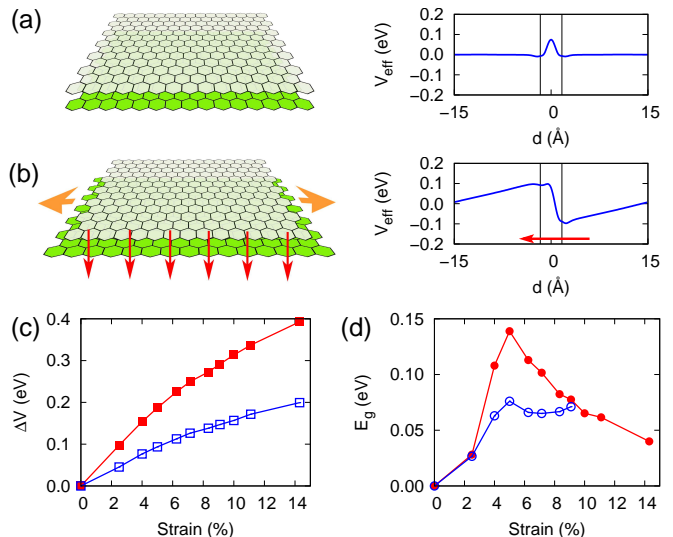 (a)
V_eff (eV)
0.2
0.1
0.0
−0.1
−0.2
−15 0 15
d (Å)
(b)
V_eff (eV)
0.2
0.1
0.0
−0.1
−0.2
−15 0 15
d (Å)
(c)
ΔV (eV)
0.4
0.3
0.2
0.1
0.0
0 2 4 6 8 10 12 14
Strain (%)
(d)
E_g (eV)
0.15
0.10
0.05
0.00
0 2 4 6 8 10 12 14
Strain (%)